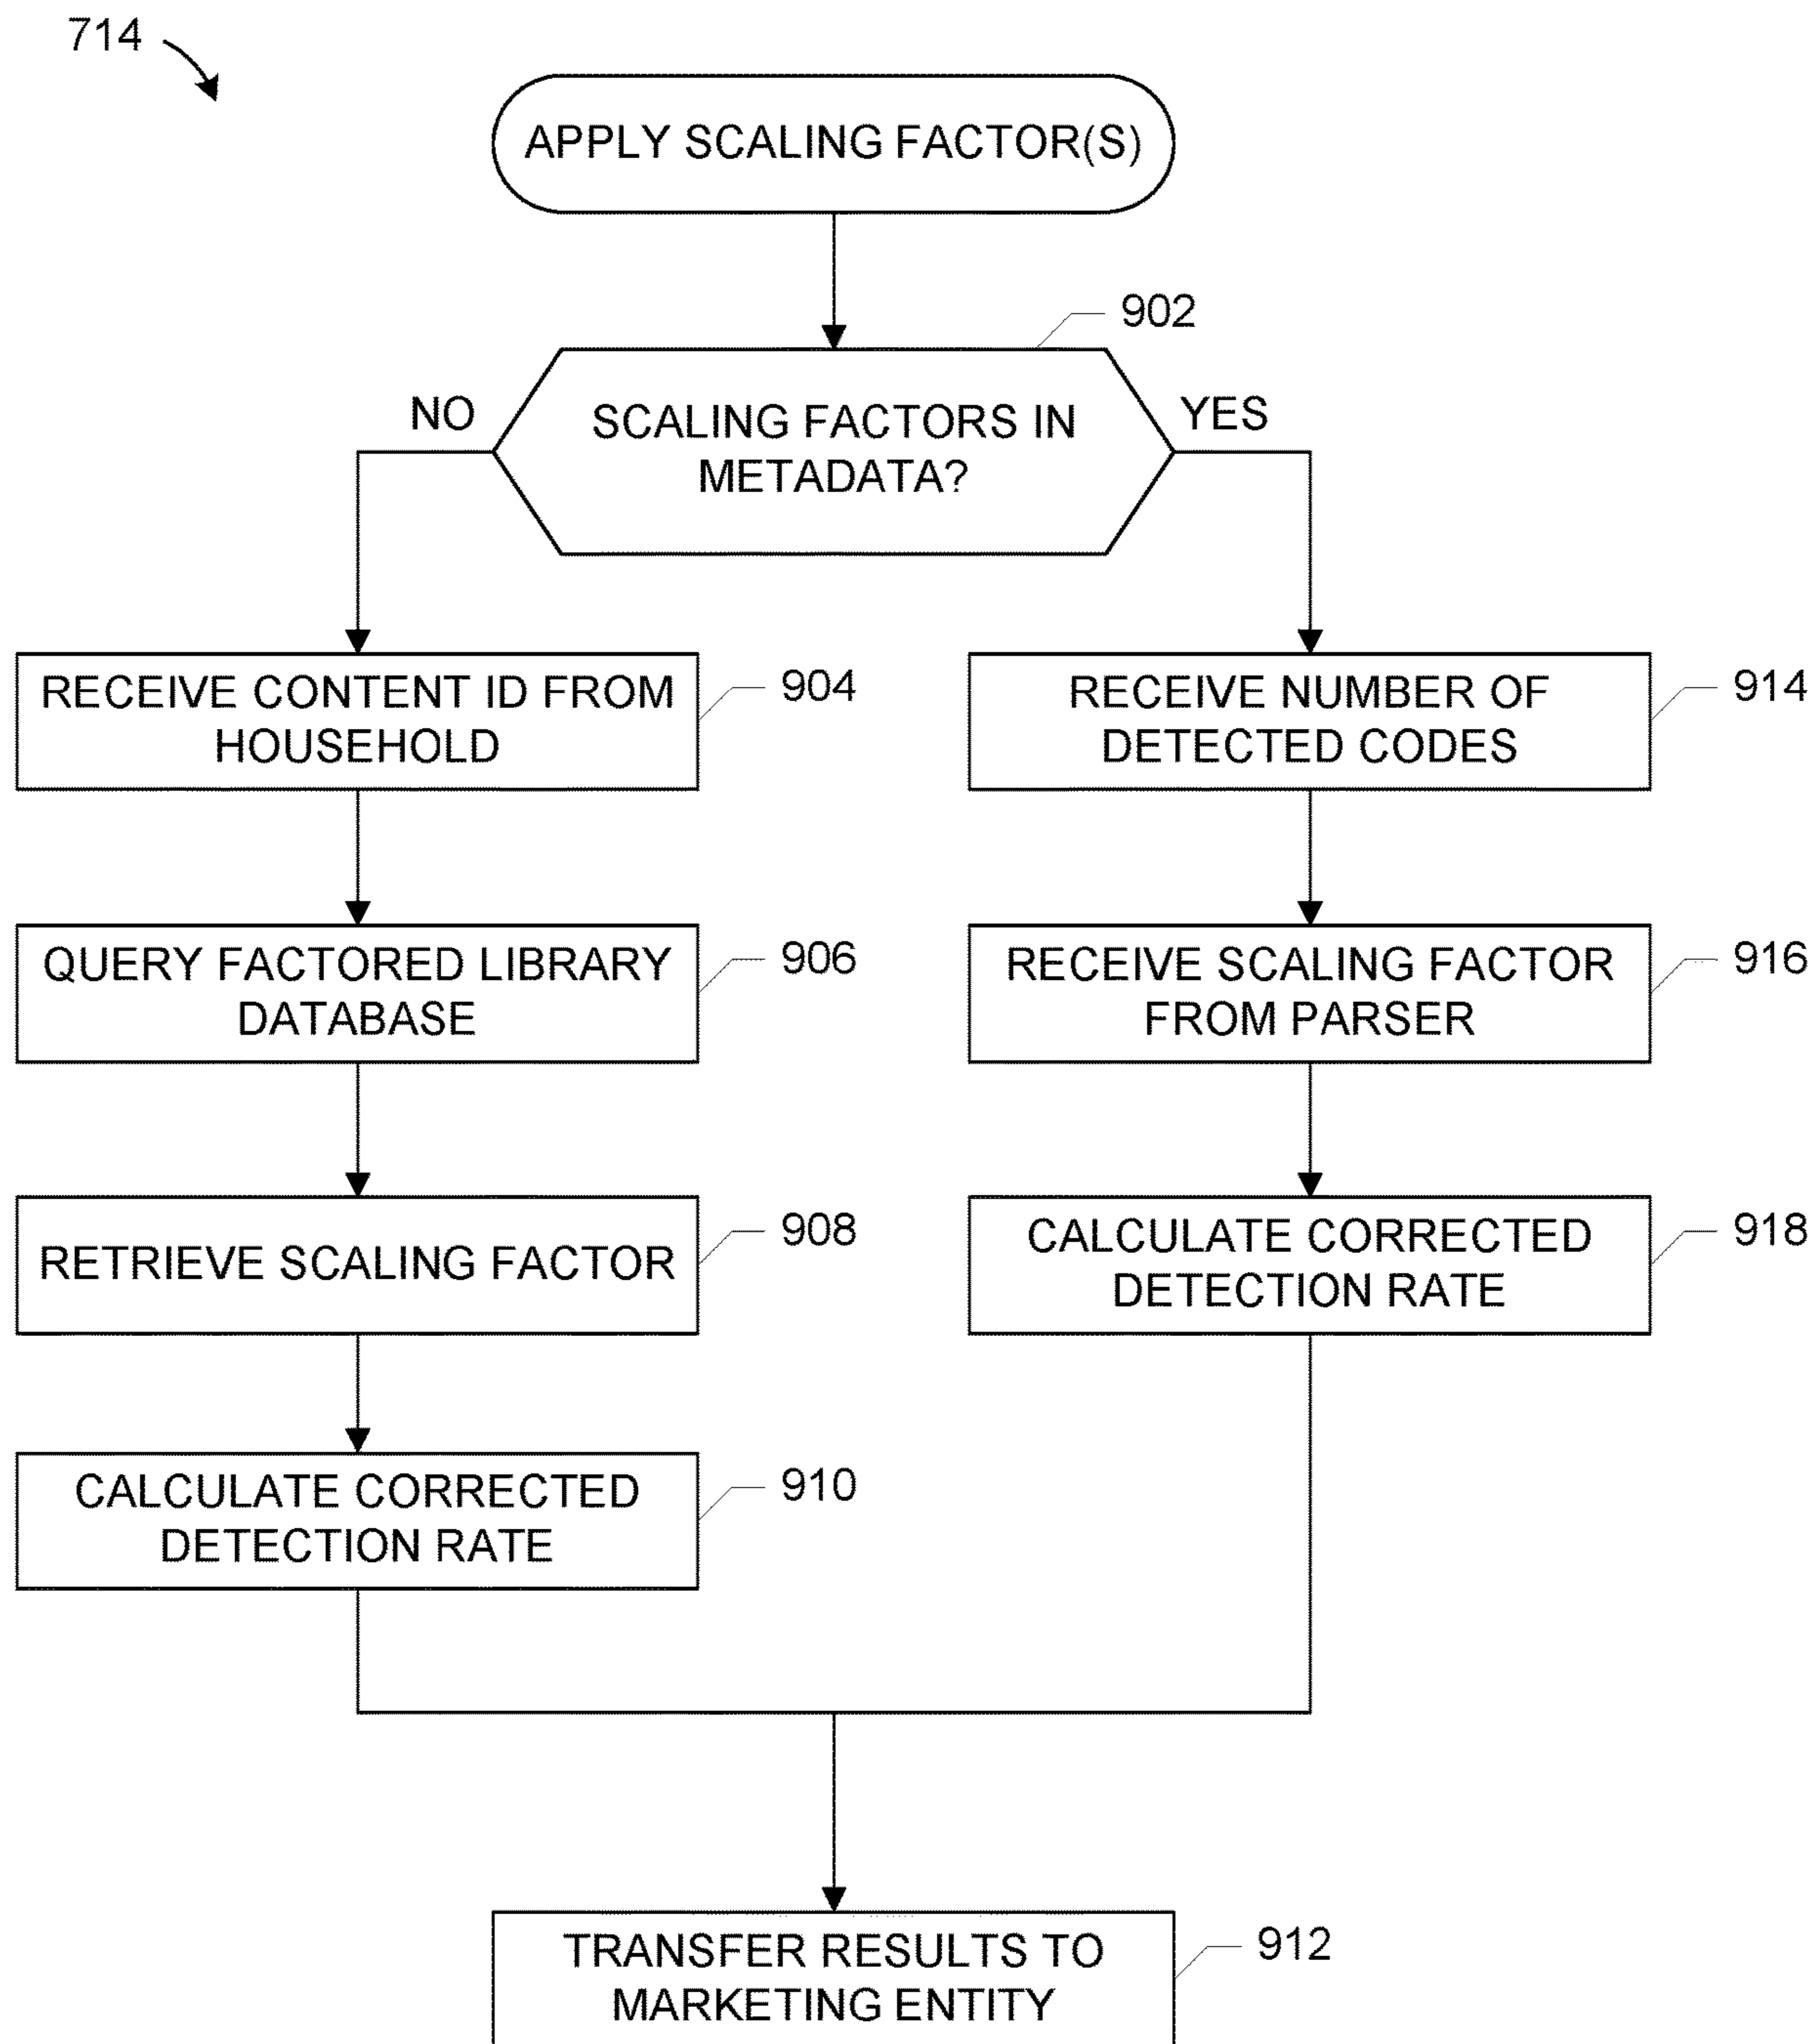 714
APPLY SCALING FACTOR(S)
902
NO
SCALING FACTORS IN
METADATA?
YES
RECEIVE CONTENT ID FROM
HOUSEHOLD
904
RECEIVE NUMBER OF
DETECTED CODES
914
QUERY FACTORED LIBRARY
DATABASE
906
RECEIVE SCALING FACTOR
FROM PARSER
916
RETRIEVE SCALING FACTOR
908
CALCULATE CORRECTED
DETECTION RATE
918
CALCULATE CORRECTED
DETECTION RATE
910
TRANSFER RESULTS TO
MARKETING ENTITY
912